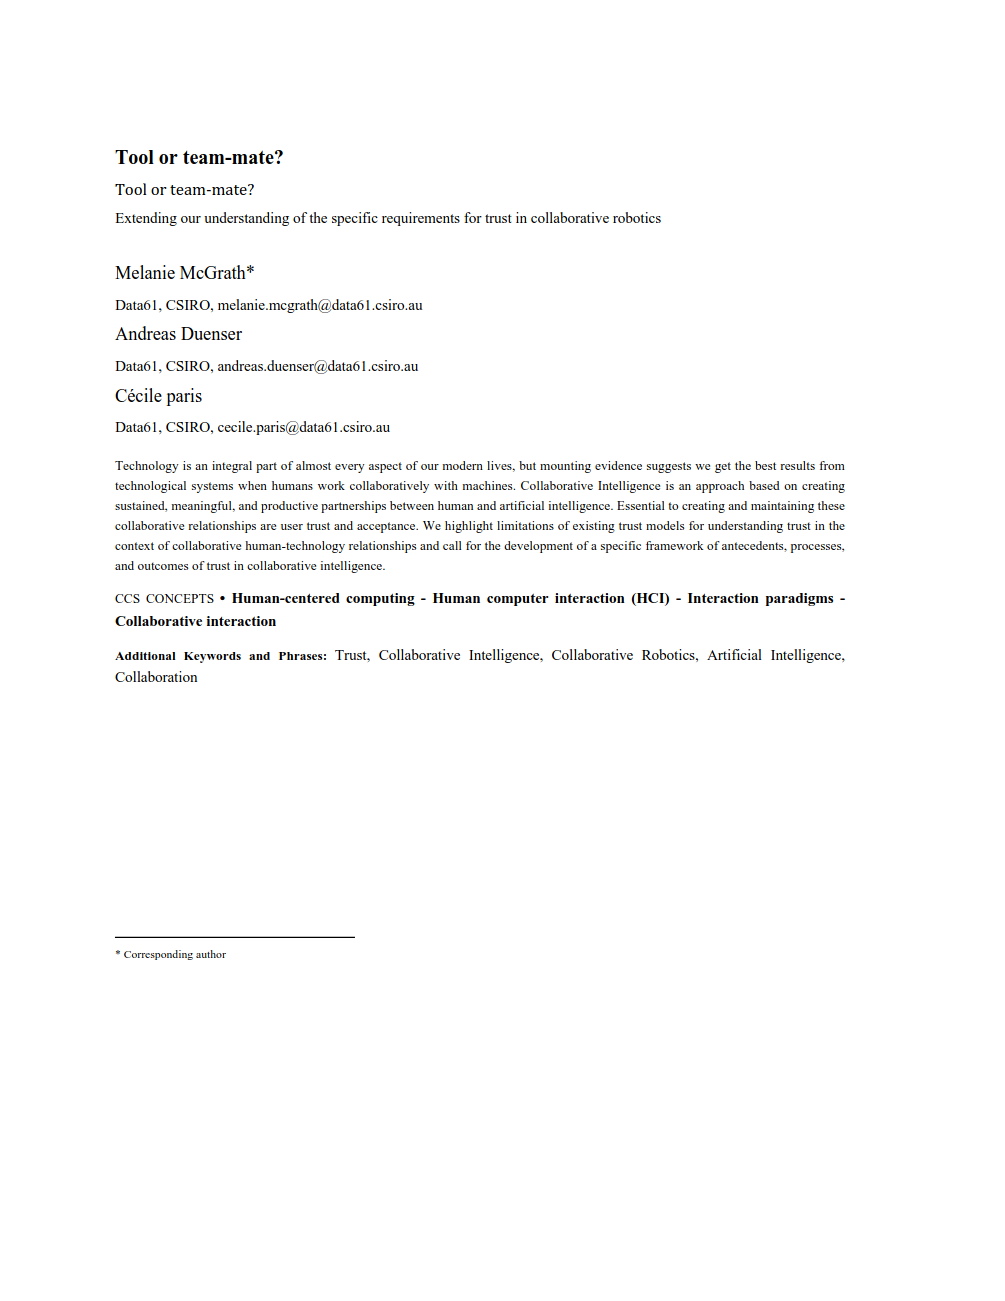 Tool or team-mate?
Tool or team-mate?
Extending our understanding of the specific requirements for trust in collaborative robotics
Melanie McGrath*
Data61, CSIRO, melanie.mcgrath@data61.csiro.au
Andreas Duenser
Data61, CSIRO, andreas.duenser@data61.csiro.au
Cécile paris
Data61, CSIRO, cecile.paris@data61.csiro.au
Technology is an integral part of almost every aspect of our modern lives, but mounting evidence suggests we get the best results from
technological systems when humans work collaboratively with machines. Collaborative Intelligence is an approach based on creating
sustained, meaningful, and productive partnerships between human and artificial intelligence. Essential to creating and maintaining these
collaborative relationships are user trust and acceptance. We highlight limitations of existing trust models for understanding trust in the
context of collaborative human-technology relationships and call for the development of a specific framework of antecedents, processes,
and outcomes of trust in collaborative intelligence.
CCS CONCEPTS • Human-centered computing - Human computer interaction (HCI) - Interaction paradigms -
Collaborative interaction
Additional Keywords and Phrases: Trust, Collaborative Intelligence, Collaborative Robotics, Artificial Intelligence,
Collaboration
* Corresponding author